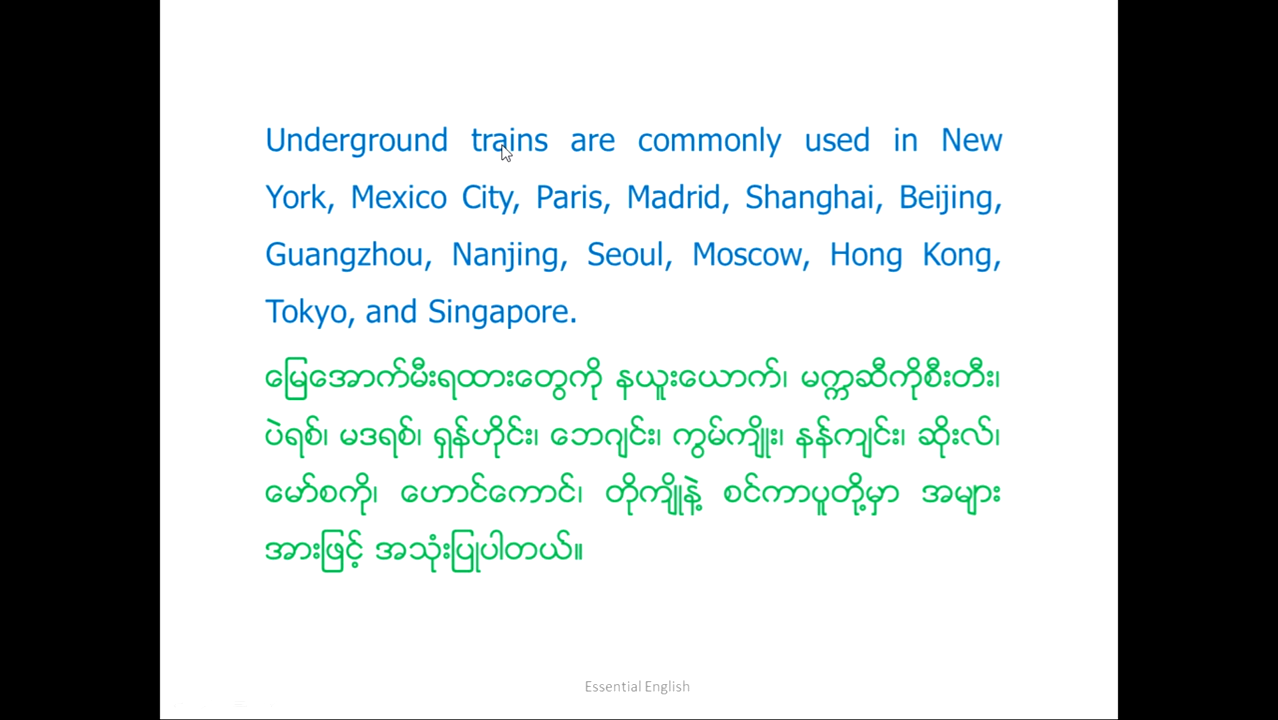 Underground trains are commonly used in New
York, Mexico City, Paris, Madrid, Shanghai, Beijing,
Guangzhou, Nanjing, Seoul, Moscow, Hong Kong,
Tokyo, and Singapore.
မြေအောက်မီးရထားတွေကို နယူးယောက်၊ မက္ကဆီကိုစီးတီး၊
ပဲရစ်၊ မဒရစ်၊ ရှန်ဟိုင်း၊ ဘေဂျင်း၊ ကွမ်ကျိုး၊ နန်ကျင်း၊ ဆိုးလ်၊
မော်စကို၊ ဟောင်ကောင်၊ တိုကျိုနဲ့ စင်ကာပူတို့မှာ အများ
အားဖြင့် အသုံးပြုပါတယ်။
Essential English